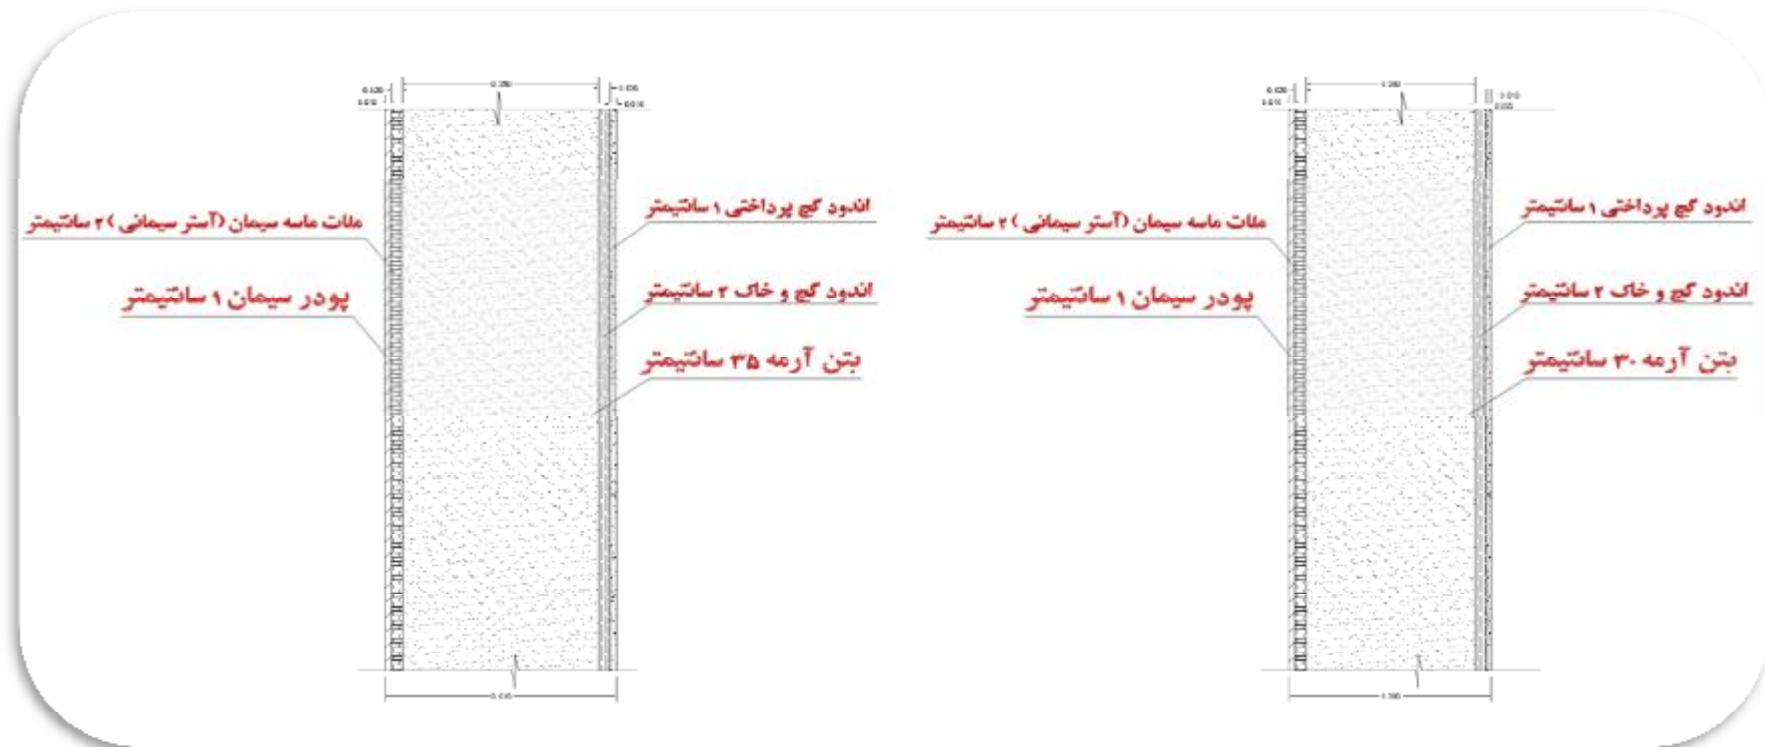 اندود گچ پرداختی ۱ سانتیمتر
ملات ماسه سیمان (آستر سیمانی) ۲ سانتیمتر
اندود گچ و خاک ۲ سانتیمتر
پودر سیمان ۱ سانتیمتر
بتن آرمه ۳۵ سانتیمتر
اندود گچ پرداختی ۱ سانتیمتر
ملات ماسه سیمان (آستر سیمانی) ۲ سانتیمتر
اندود گچ و خاک ۲ سانتیمتر
پودر سیمان ۱ سانتیمتر
بتن آرمه ۳۰ سانتیمتر